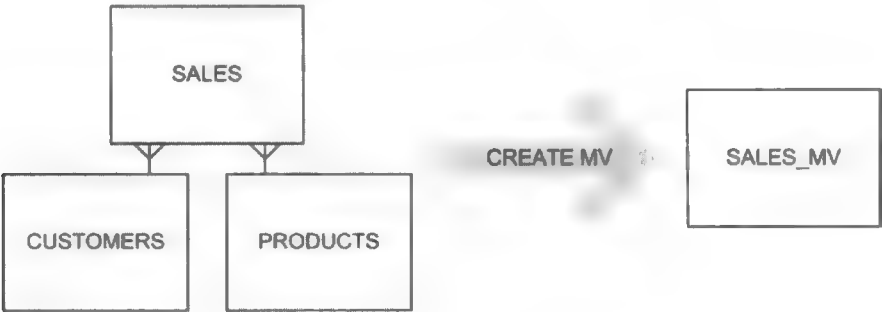 SALES
CREATE MV
SALES_MV
CUSTOMERS
PRODUCTS